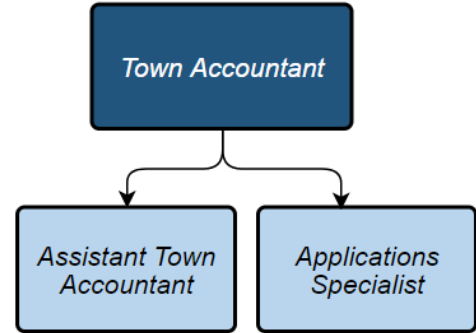 Town Accountant
Assistant Town
Accountant
Applications
Specialist